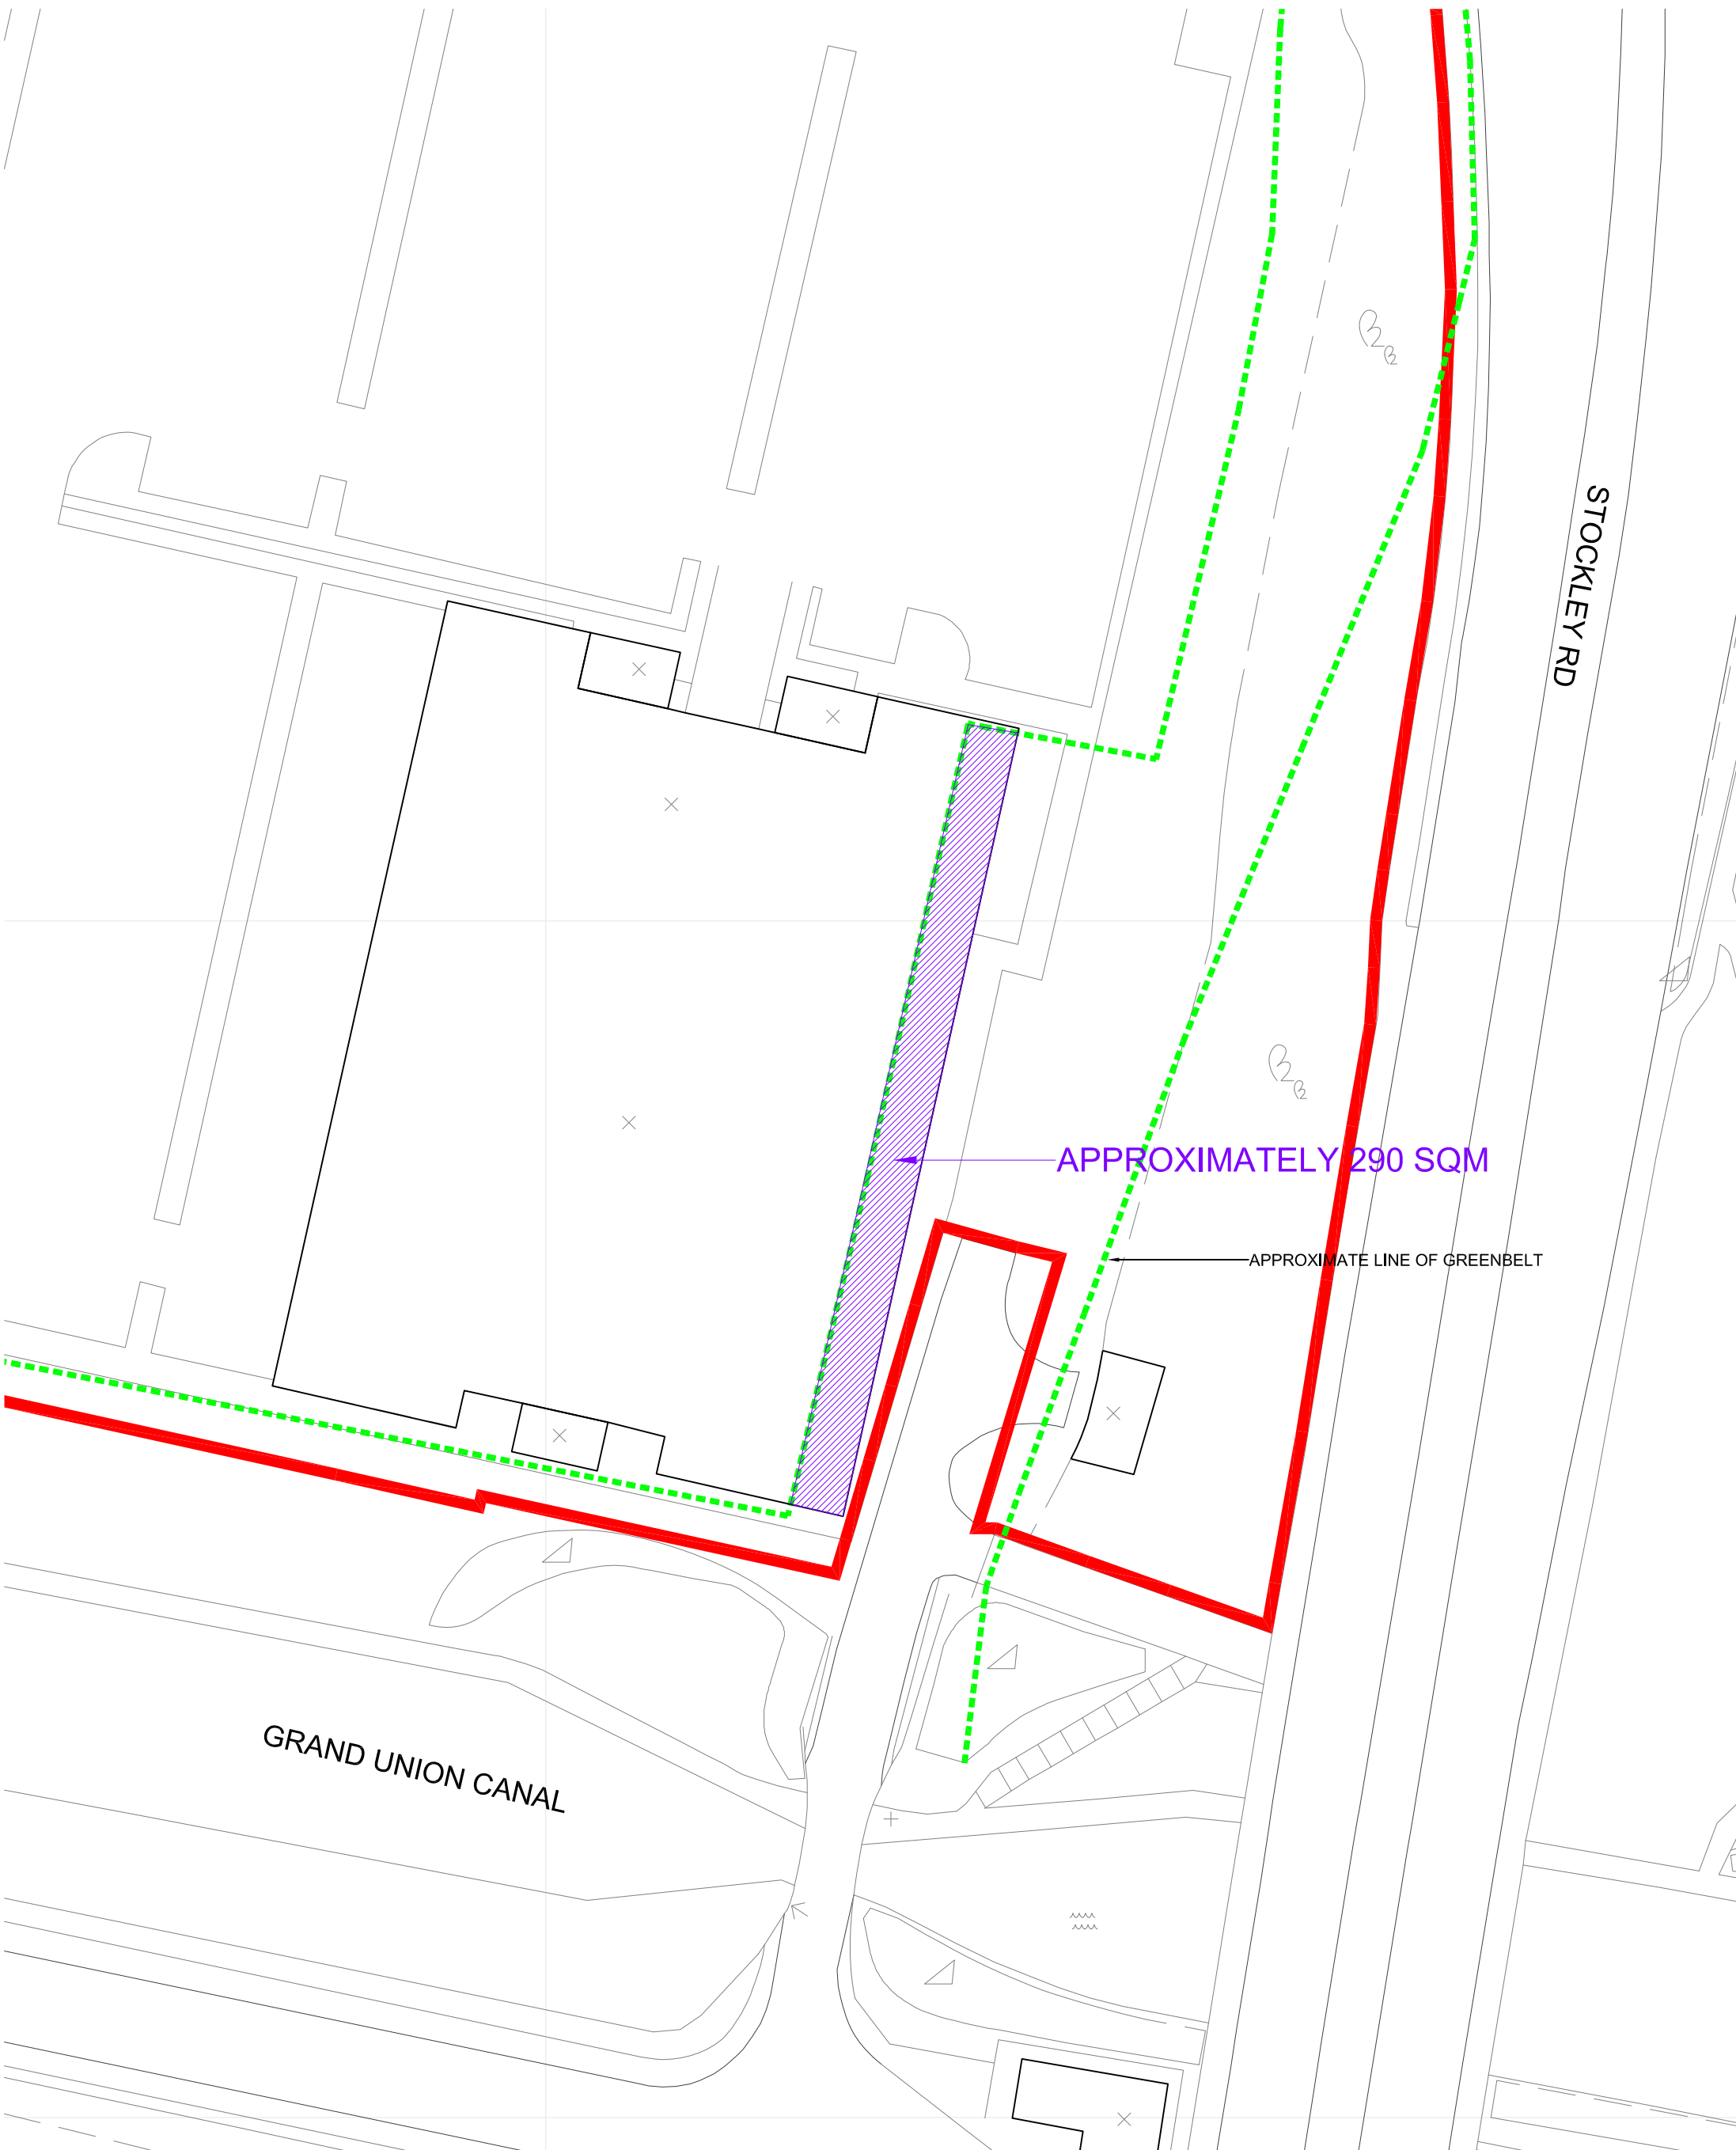 STOCKLEY RD
APPROXIMATELY 290 SQM
APPROXIMATE LINE OF GREENBELT
GRAND UNION CANAL